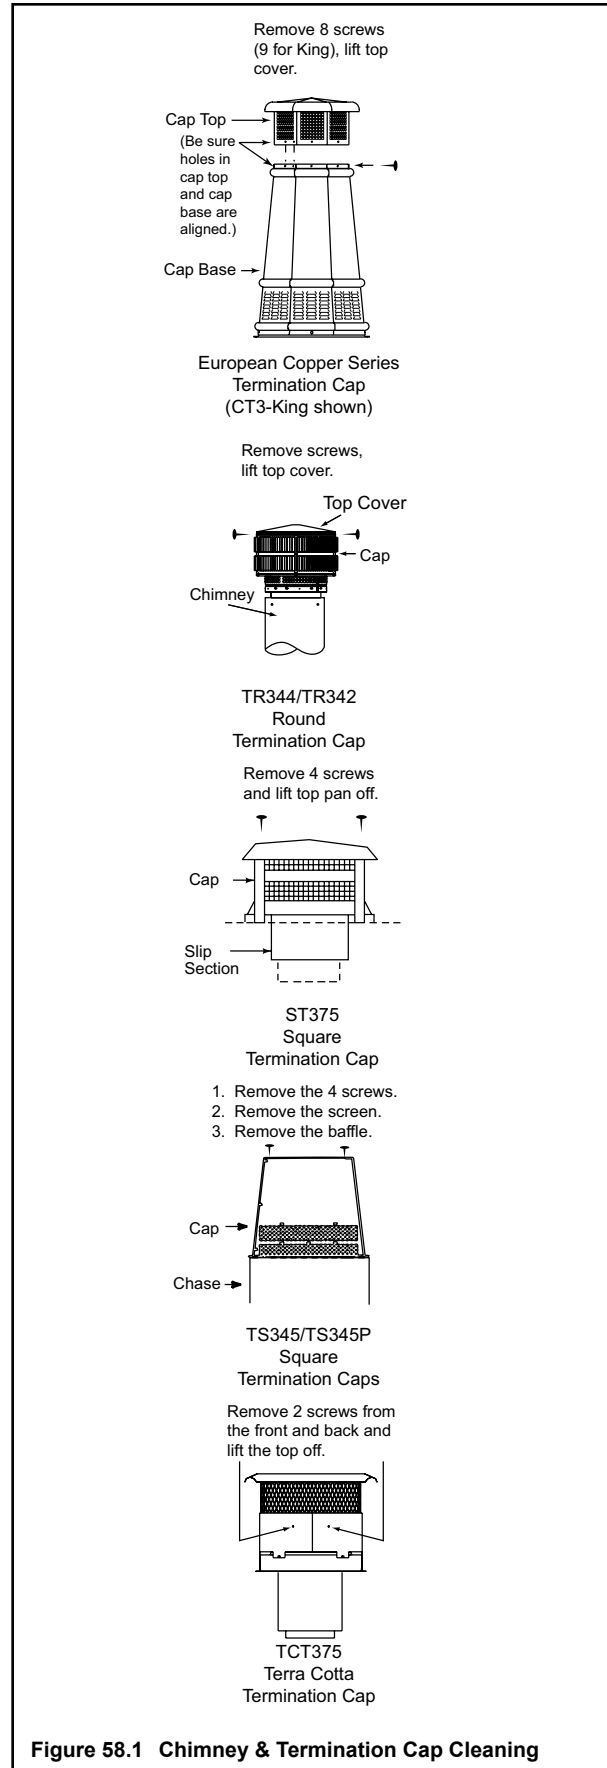 Remove 8 screws
(9 for King), lift top
cover.
Cap Top
(Be sure
holes in
cap top
and cap
base are
aligned.)
Cap Base
European Copper Series
Termination Cap
(CT3-King shown)
Remove screws,
lift top cover.
Top Cover
Cap
Chimney
TR344/TR342
Round
Termination Cap
Remove 4 screws
and lift top pan off.
Cap
Slip
Section
ST375
Square
Termination Cap
1. Remove the 4 screws.
2. Remove the screen.
3. Remove the baffle.
Cap
Chase
TS345/TS345P
Square
Termination Caps
Remove 2 screws from
the front and back and
lift the top off.
TCT375
Terra Cotta
Termination Cap
Figure 58.1 Chimney & Termination Cap Cleaning